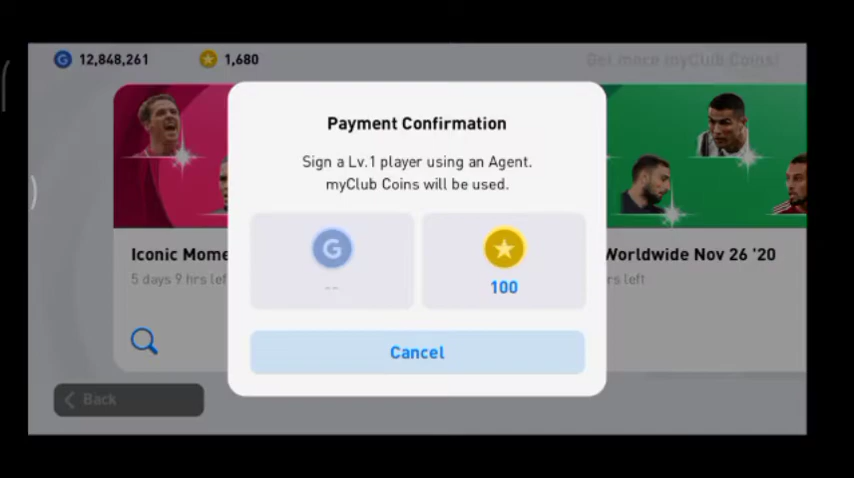 12,848,261
1,680
Get more myClub Coins!
Payment Confirmation
Sign a Lv.1 player using an Agent.
myClub Coins will be used.
G
--
100
Cancel
Iconic Mome
5 days 9 hrs lef
Worldwide Nov 26 '20
rs left
Back